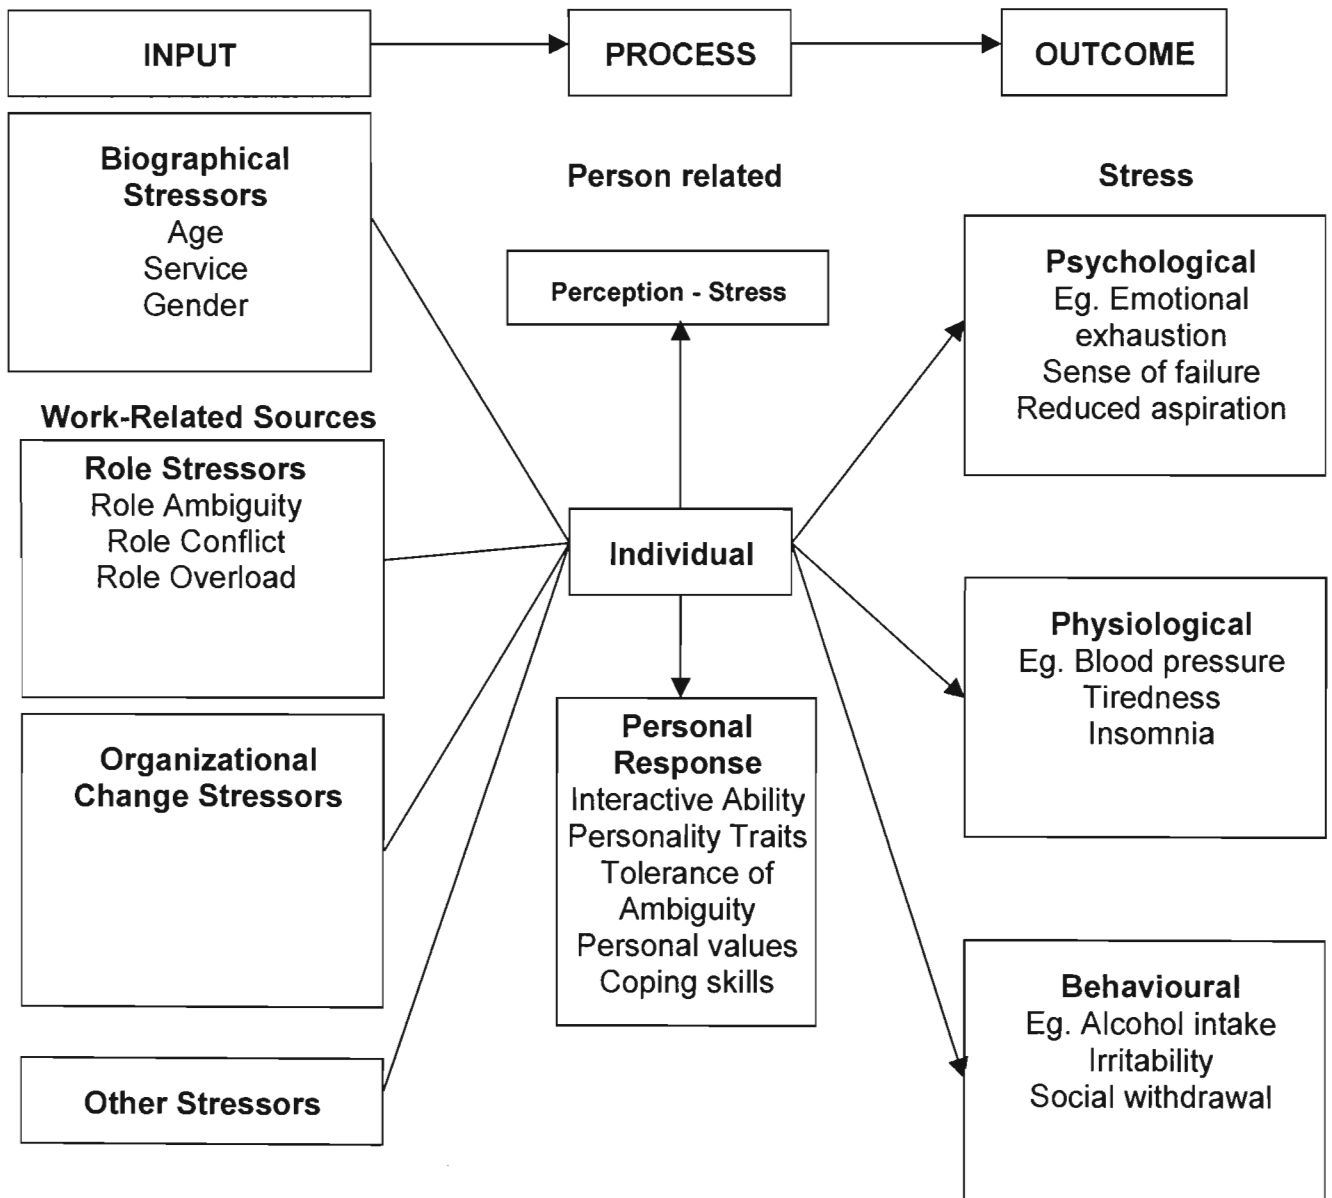 INPUT
PROCESS
OUTCOME
Biographical
Stressors
Age
Service
Gender
Work-Related Sources
Role Stressors
Role Ambiguity
Role Conflict
Role Overload
Organizational
Change Stressors
Other Stressors
Person related
Perception - Stress
Individual
Personal
Response
Interactive Ability
Personality Traits
Tolerance of
Ambiguity
Personal values
Coping skills
Stress
Psychological
Eg. Emotional
exhaustion
Sense of failure
Reduced aspiration
Physiological
Eg. Blood pressure
Tiredness
Insomnia
Behavioural
Eg. Alcohol intake
Irritability
Social withdrawal